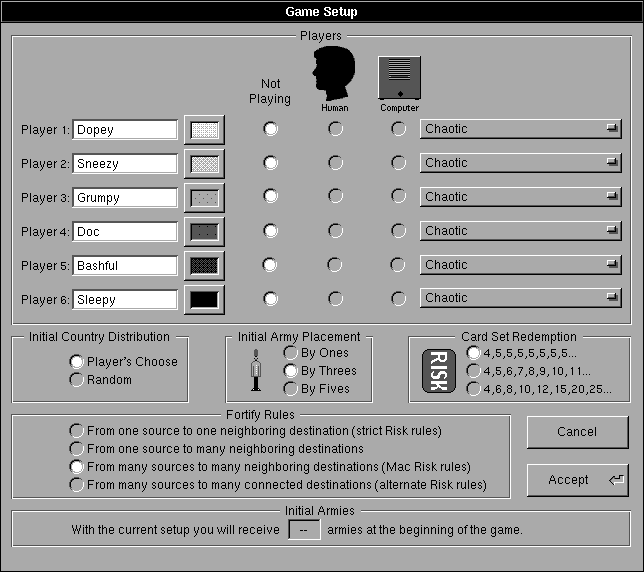 Game Setup
Players
Not Playing
Human
Computer
Player 1: Dopey Chaotic
Player 2: Sneezy Chaotic
Player 3: Grumpy Chaotic
Player 4: Doc Chaotic
Player 5: Bashful Chaotic
Player 6: Sleepy Chaotic
Initial Country Distribution
Player's Choose
Random
Initial Army Placement
By Ones
By Threes
By Fives
Card Set Redemption
RISK
4,5,5,5,5,5,5...
4,5,6,7,8,9,10,11...
4,6,8,10,12,15,20,25...
Fortify Rules
From one source to one neighboring destination (strict Risk rules)
From one source to many neighboring destinations
From many sources to many neighboring destinations (Mac Risk rules)
From many sources to many connected destinations (alternate Risk rules)
Cancel
Accept
Initial Armies
With the current setup you will receive -- armies at the beginning of the game.